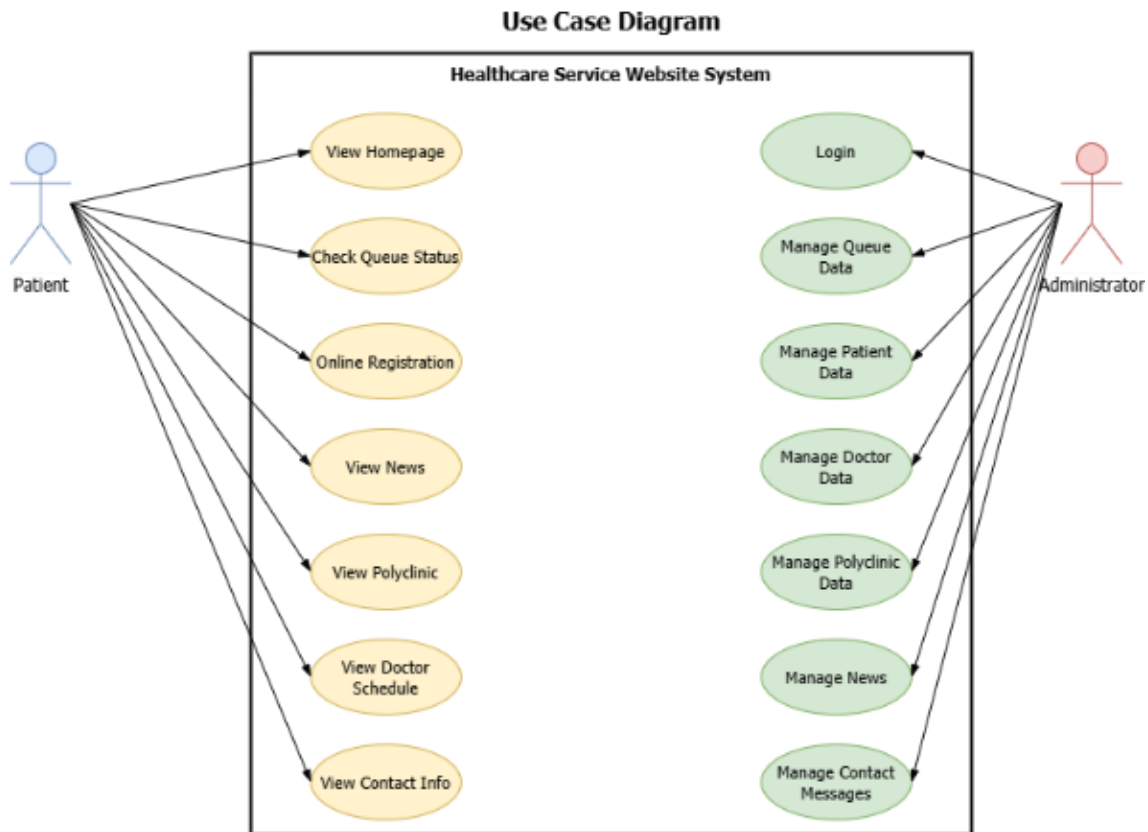 Use Case Diagram
Healthcare Service Website System
View Homepage
Login
Check Queue Status
Manage Queue
Data
Patient
Administrator
Online Registration
Manage Patient
Data
View News
Manage Doctor
Data
View Polyclinic
Manage Polyclinic
Data
View Doctor
Schedule
Manage News
View Contact Info
Manage Contact
Messages